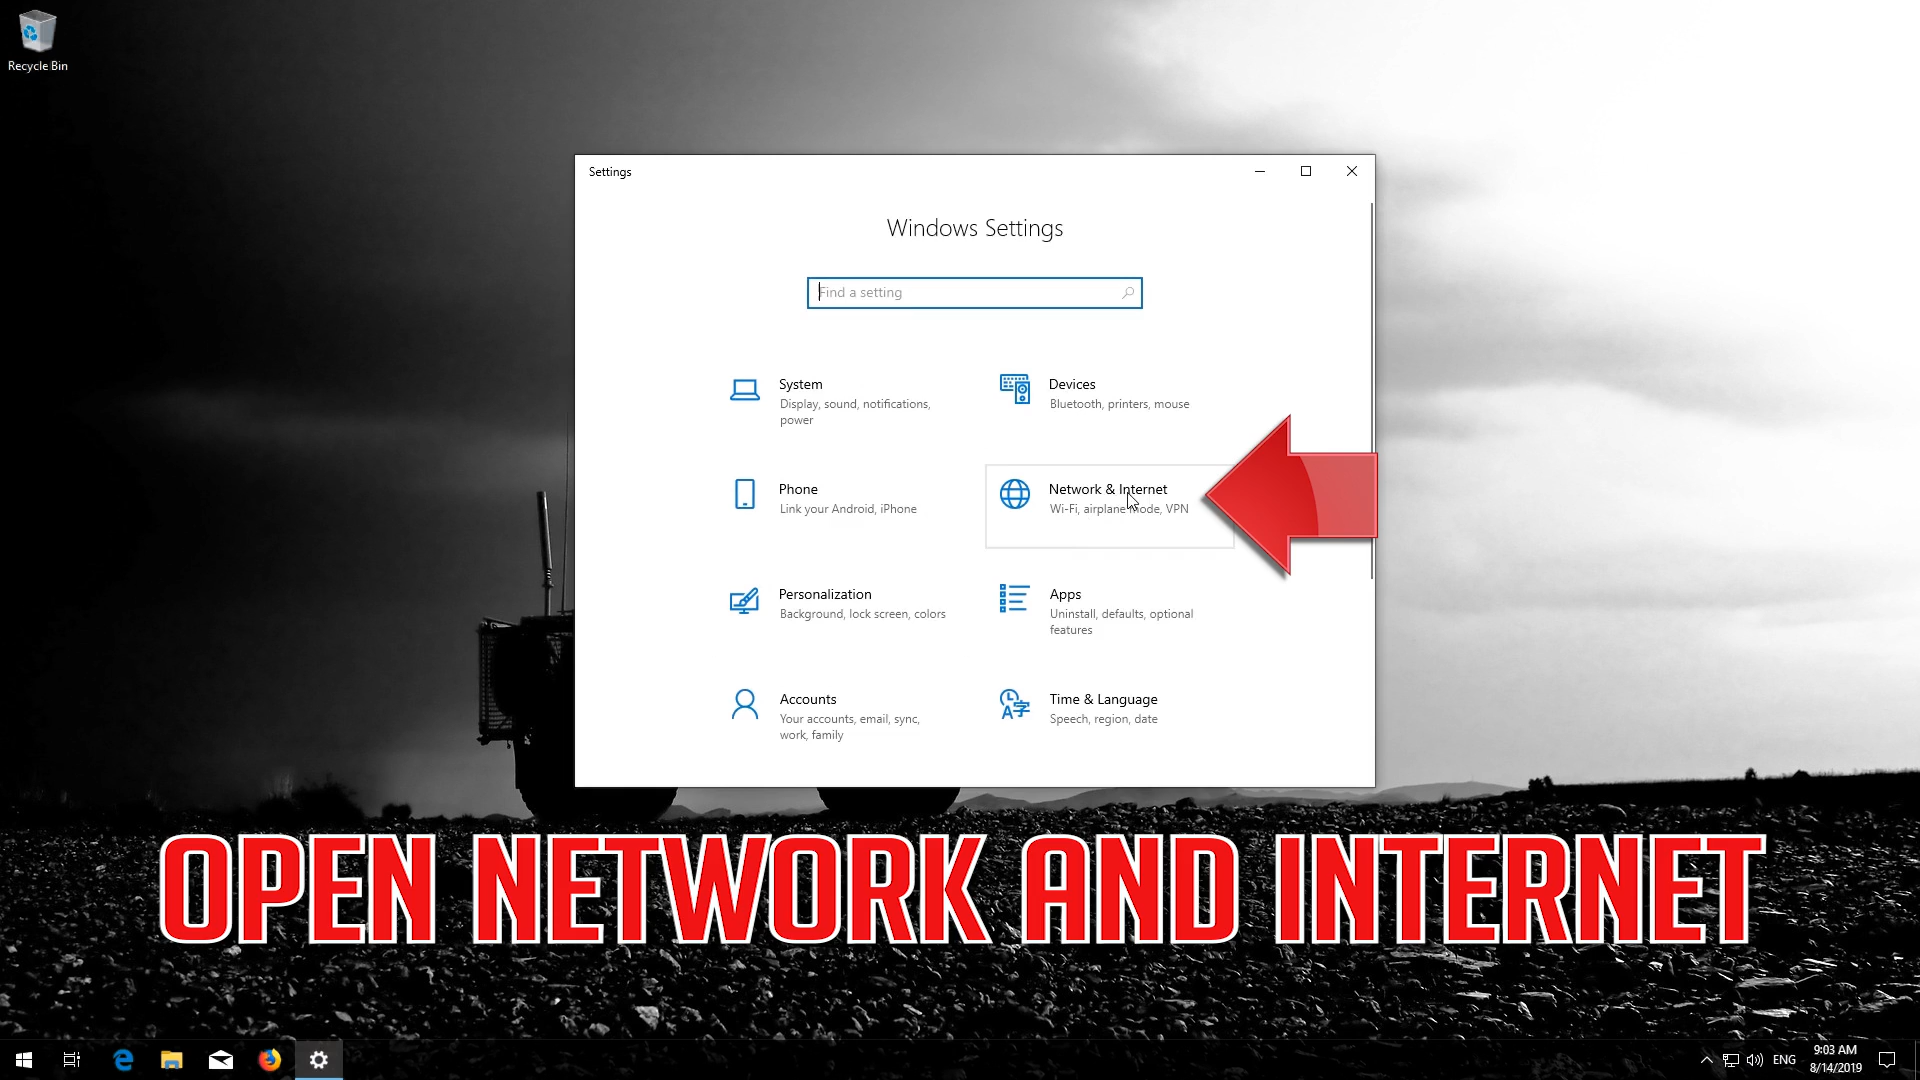 Recycle Bin
Settings
Windows Settings
Find a setting
System
Display, sound, notifications,
power
Devices
Bluetooth, printers, mouse
Phone
Link your Android, iPhone
Network & Internet
Wi-Fi, airplane mode, VPN
Personalization
Background, lock screen, colors
Apps
Uninstall, defaults, optional
features
Accounts
Your accounts, email, sync,
work, family
Time & Language
Speech, region, date
OPEN NETWORK AND INTERNET
ENG
9:03 AM
8/14/2019